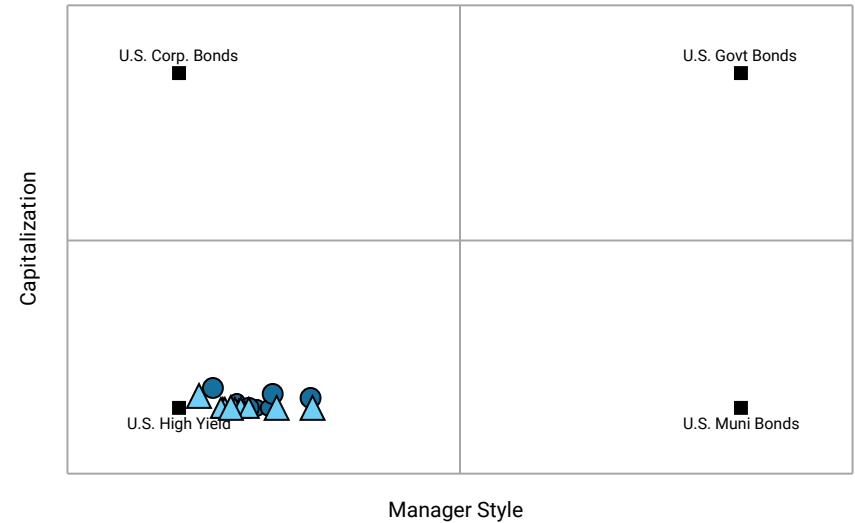 U.S. Corp. Bonds
U.S. Govt Bonds
Capitalization
U.S. High Yield
U.S. Muni Bonds
Manager Style